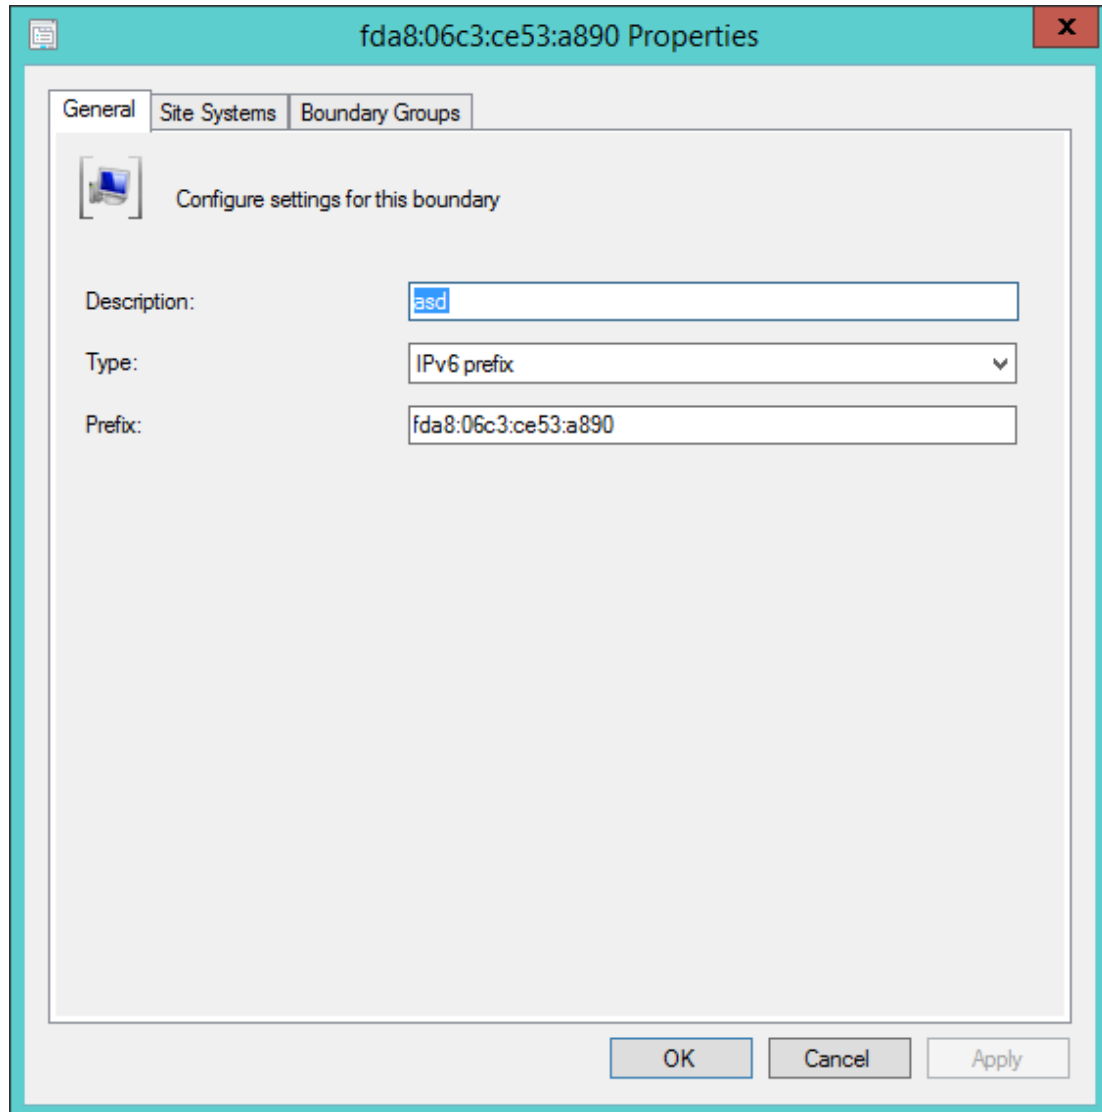 fda8:06c3:ce53:a890 Properties
x
General Site Systems Boundary Groups
Configure settings for this boundary
Description: asd
Type: IPv6 prefix
Prefix: fda8:06c3:ce53:a890
OK Cancel Apply